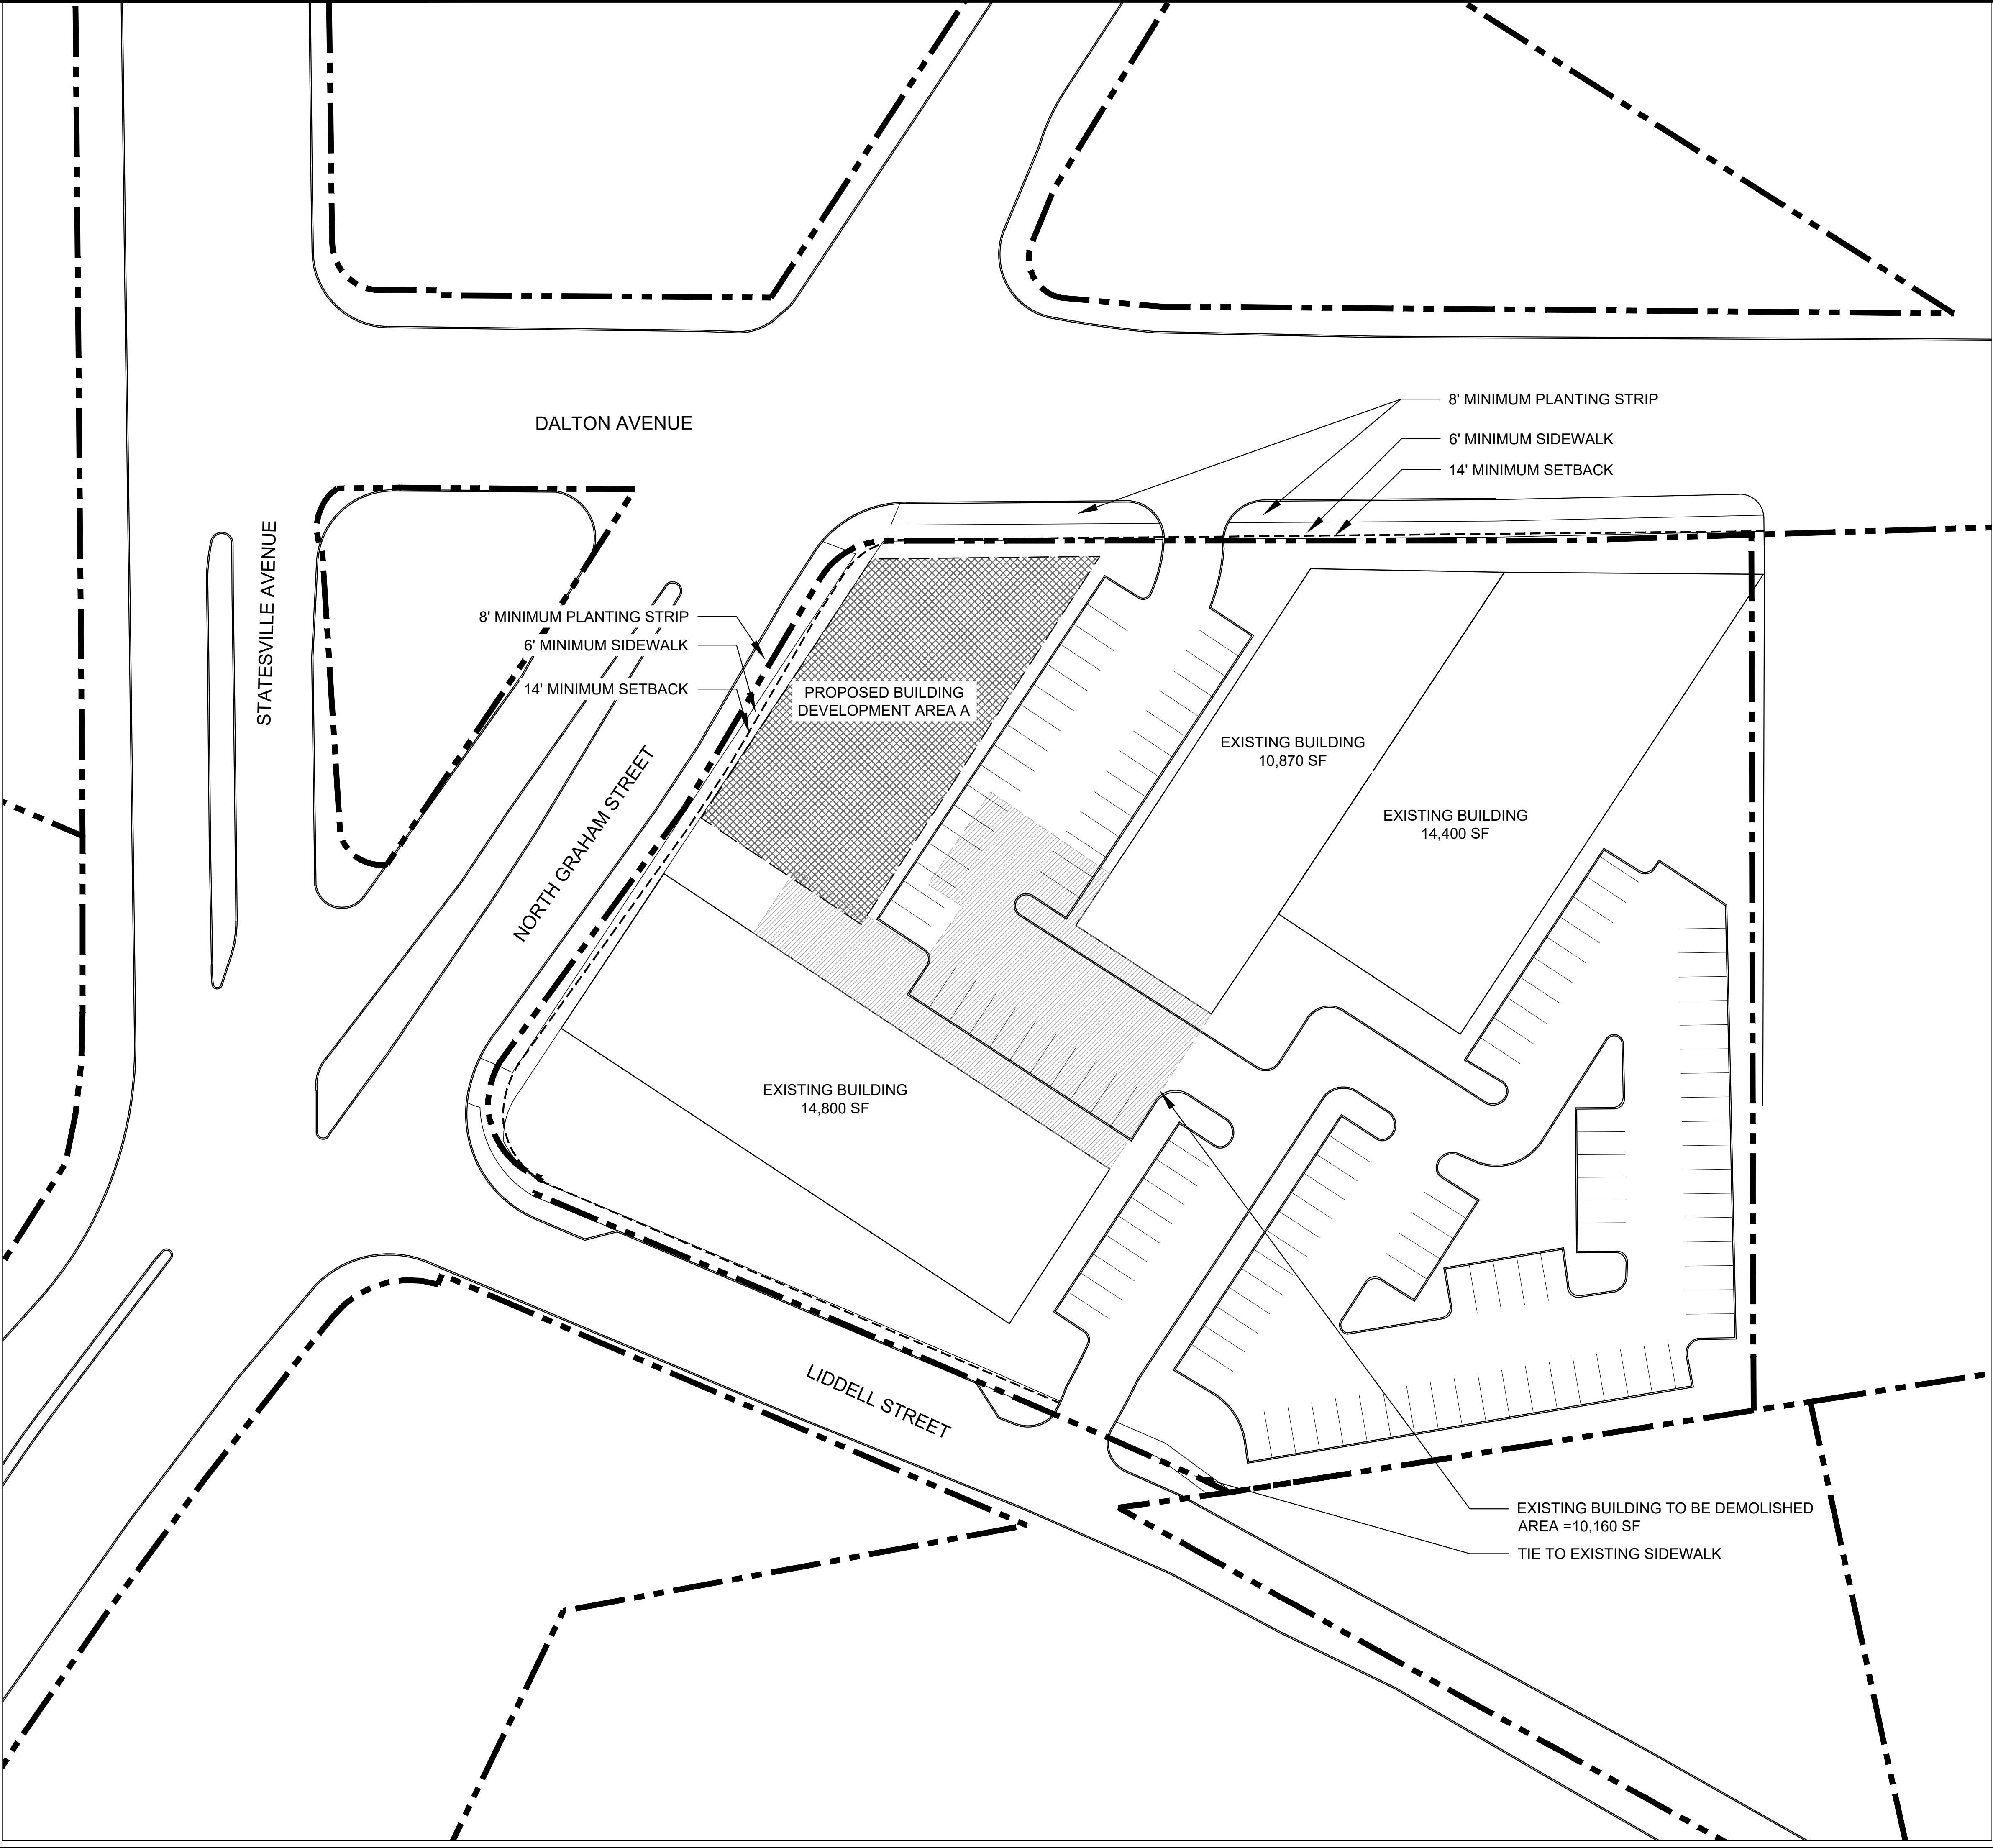 8' MINIMUM PLANTING STRIP
DALTON AVENUE
6' MINIMUM SIDEWALK
14' MINIMUM SETBACK
STATESVILLE AVENUE
8' MINIMUM PLANTING STRIP
6' MINIMUM SIDEWALK
14' MINIMUM SETBACK
PROPOSED BUILDING
DEVELOPMENT AREA A
NORTH GRAHAM STREET
EXISTING BUILDING
10,870 SF
EXISTING BUILDING
14,400 SF
EXISTING BUILDING
14,800 SF
LIDDELL STREET
EXISTING BUILDING TO BE DEMOLISHED
AREA =10,160 SF
TIE TO EXISTING SIDEWALK